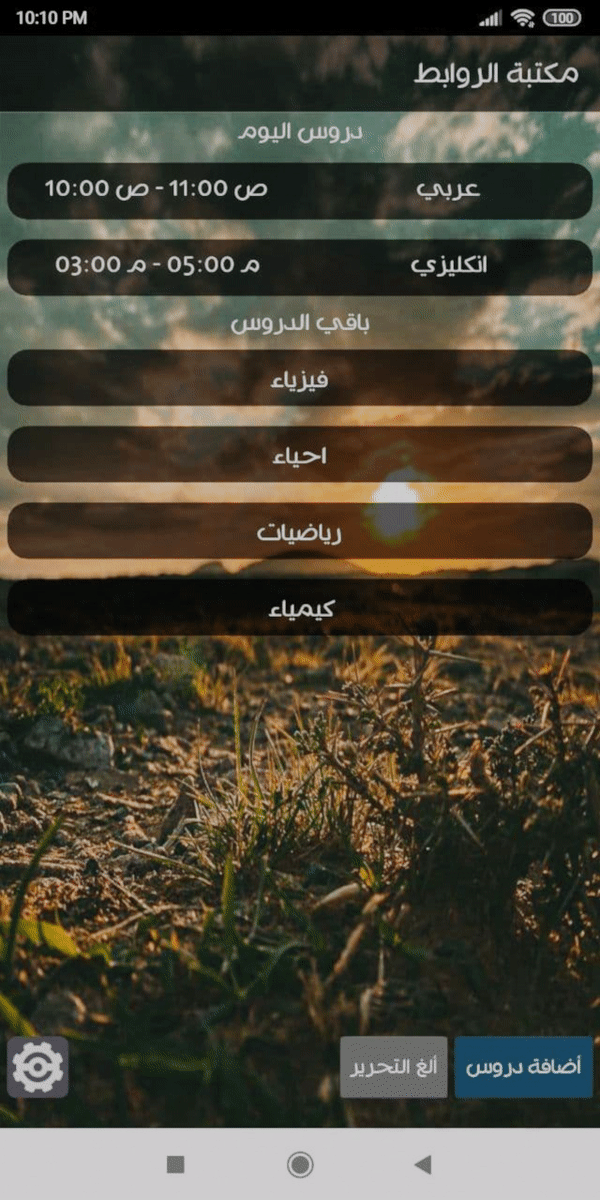 10:10 PM
100
مكتبة الروابط
دروس اليوم
عربي 10:00 ص - 11:00 ص
انكليزي 03:00 م - 05:00 م
باقي الدروس
فيزياء
احياء
رياضيات
كيمياء
أضافة دروس
ألغ التحرير